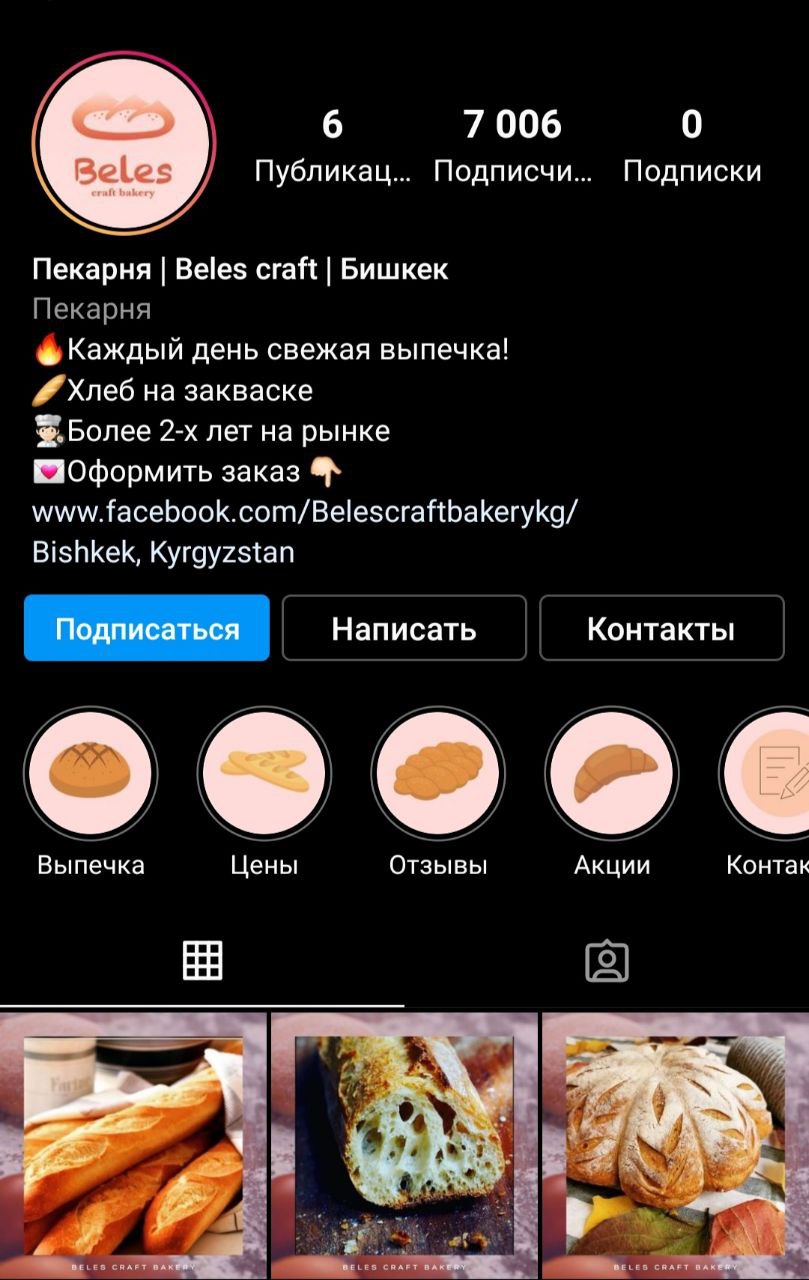 Beles
craft bakery
6
7 006
0
Публикац...
Подписчи...
Подписки
Пекарня | Beles craft | Бишкек
Пекарня
🔥Каждый день свежая выпечка!
🥖Хлеб на закваске
👨🏻‍🍳Более 2-х лет на рынке
💌Оформить заказ 👇🏻
www.facebook.com/Belescraftbakerykg/
Bishkek, Kyrgyzstan
Подписаться
Написать
Контакты
Выпечка
Цены
Отзывы
Акции
Контак
BELES CRAFT BAKERY
BELES CRAFT BAKERY
BELES CRAFT BAKERY